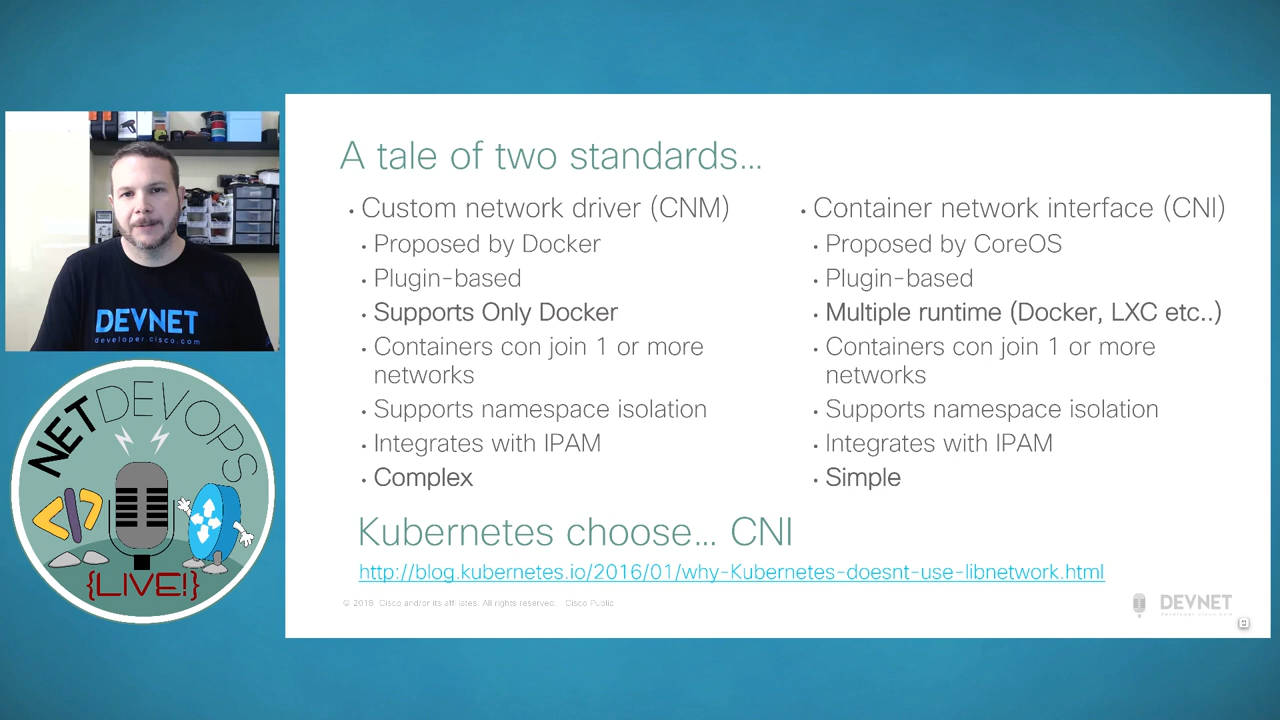 A tale of two standards...
• Custom network driver (CNM)
• Proposed by Docker
• Plugin-based
• Supports Only Docker
• Containers con join 1 or more
networks
• Supports namespace isolation
• Integrates with IPAM
• Complex
• Container network interface (CNI)
• Proposed by CoreOS
• Plugin-based
• Multiple runtime (Docker, LXC etc..)
• Containers con join 1 or more
networks
• Supports namespace isolation
• Integrates with IPAM
• Simple
Kubernetes choose... CNI
http://blog.kubernetes.io/2016/01/why-Kubernetes-doesnt-use-libnetwork.html
© 2018 Cisco and/or its affiliates. All rights reserved. Cisco Public
DEVNET
developer.cisco.com
DEVNET
developer.cisco.com
NETDEVOPS
</>
{LIVE!}